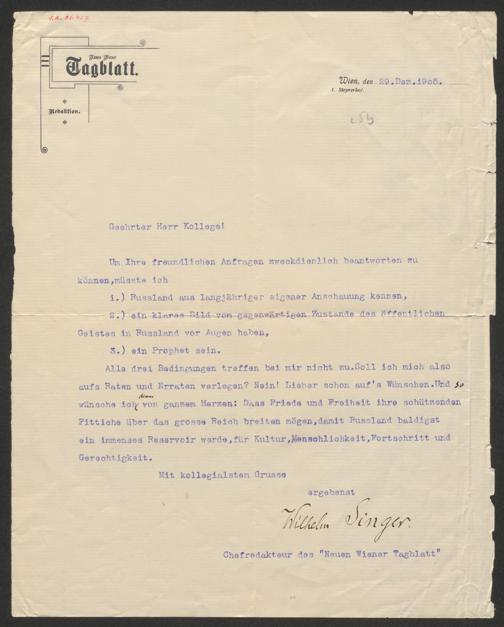 Neues Wiener
Tagblatt.
Redaktion.
Wien, den 29.Dez.1905.
I. Steyrerhof.
Geehrter Herr Kollege!
Um Ihre freundlichen Anfragen zweckdienlich beantworten zu
können,müsste ich
1.) Russland aus langjähriger eigener Anschauung kennen,
2.) ein klares Bild vom gegenwärtigen Zustande des öffentlichen
Geistes in Russland vor Augen haben,
3.) ein Prophet sein.
Alle drei Bedingungen treffen bei mir nicht zu.Soll ich mich also
aufs Raten und Erraten verlegen? Nein! Lieber schon auf's Wünschen.Und so
wünsche ich denn von ganzem Herzen: Dass Friede und Freiheit ihre schützenden
Fittiche über das grosse Reich breiten mögen,damit Russland baldigst
ein immenses Reservoir werde,für Kultur,Menschlichkeit,Fortschritt und
Gerechtigkeit.
Mit kollegialstem Grusse
ergebenst
Wilhelm Singer.
Chefredakteur des "Neuen Wiener Tagblatt"